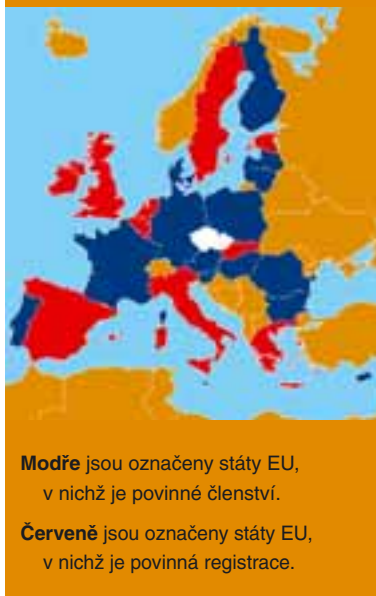 Modře jsou označeny státy EU,
v nichž je povinné členství.
Červeně jsou označeny státy EU,
v nichž je povinná registrace.